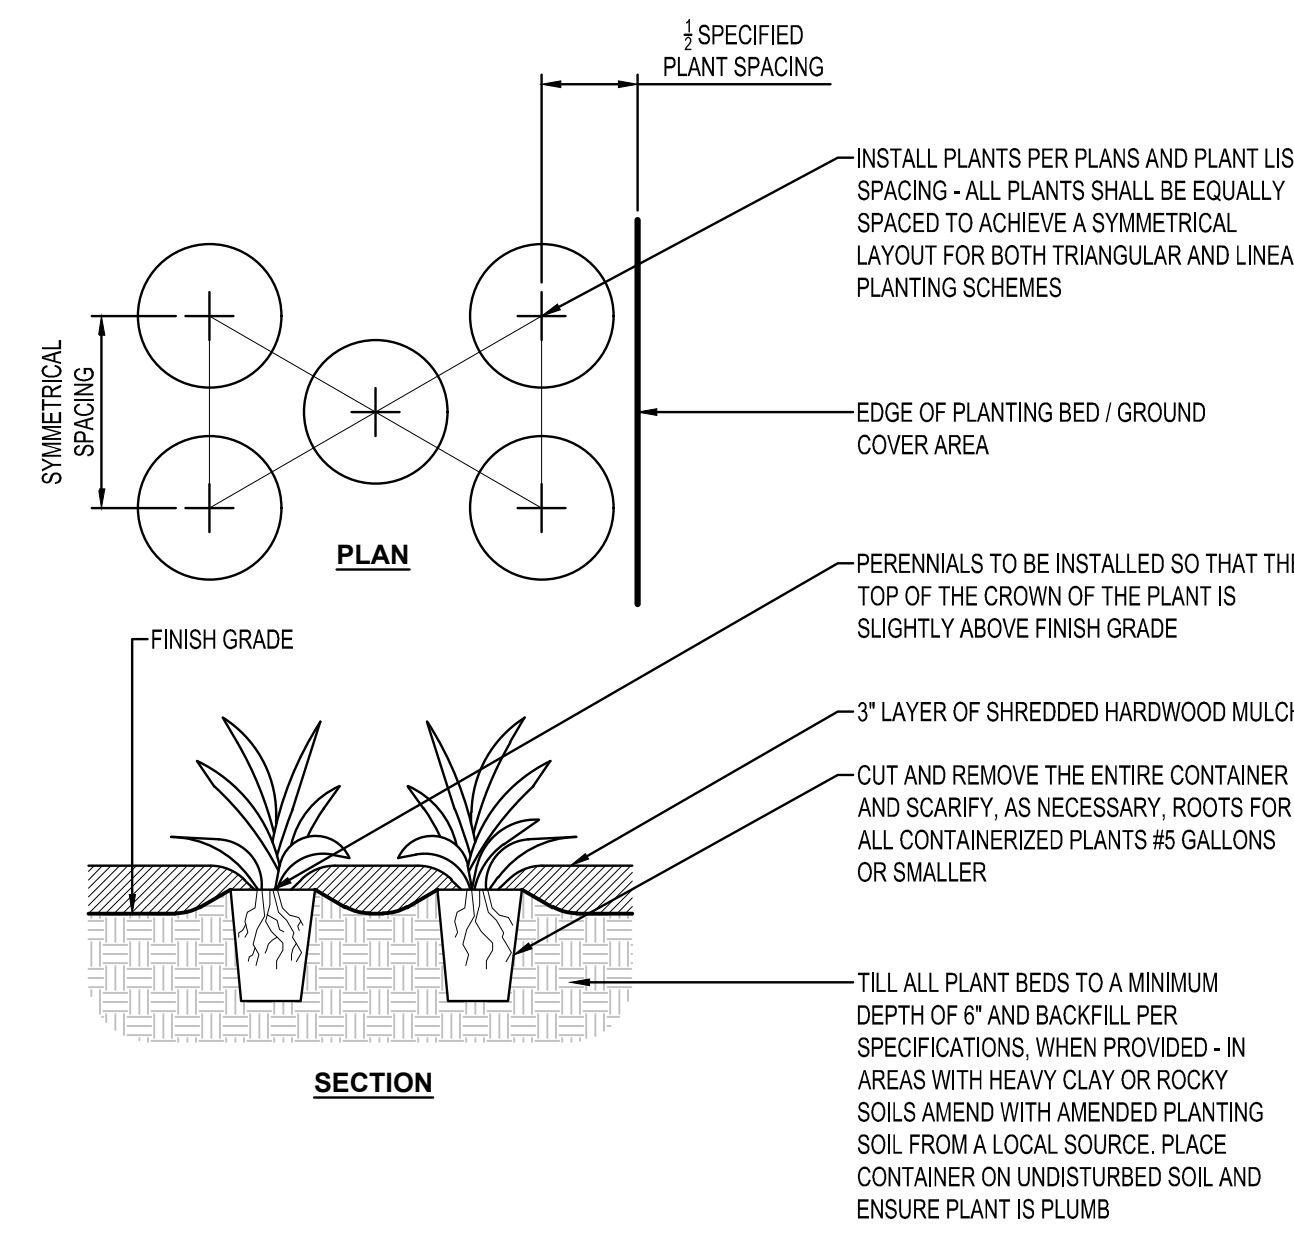 ½ SPECIFIED
PLANT SPACING
INSTALL PLANTS PER PLANS AND PLANT LIS
SPACING - ALL PLANTS SHALL BE EQUALLY
SPACED TO ACHIEVE A SYMMETRICAL
LAYOUT FOR BOTH TRIANGULAR AND LINEA
PLANTING SCHEMES
SYMMETRICAL
SPACING
EDGE OF PLANTING BED / GROUND
COVER AREA
PLAN
PERENNIALS TO BE INSTALLED SO THAT THE
TOP OF THE CROWN OF THE PLANT IS
SLIGHTLY ABOVE FINISH GRADE
FINISH GRADE
3" LAYER OF SHREDDED HARDWOOD MULCH
CUT AND REMOVE THE ENTIRE CONTAINER
AND SCARIFY, AS NECESSARY, ROOTS FOR
ALL CONTAINERIZED PLANTS #5 GALLONS
OR SMALLER
TILL ALL PLANT BEDS TO A MINIMUM
DEPTH OF 6" AND BACKFILL PER
SPECIFICATIONS, WHEN PROVIDED - IN
AREAS WITH HEAVY CLAY OR ROCKY
SOILS AMEND WITH AMENDED PLANTING
SOIL FROM A LOCAL SOURCE. PLACE
CONTAINER ON UNDISTURBED SOIL AND
ENSURE PLANT IS PLUMB
SECTION